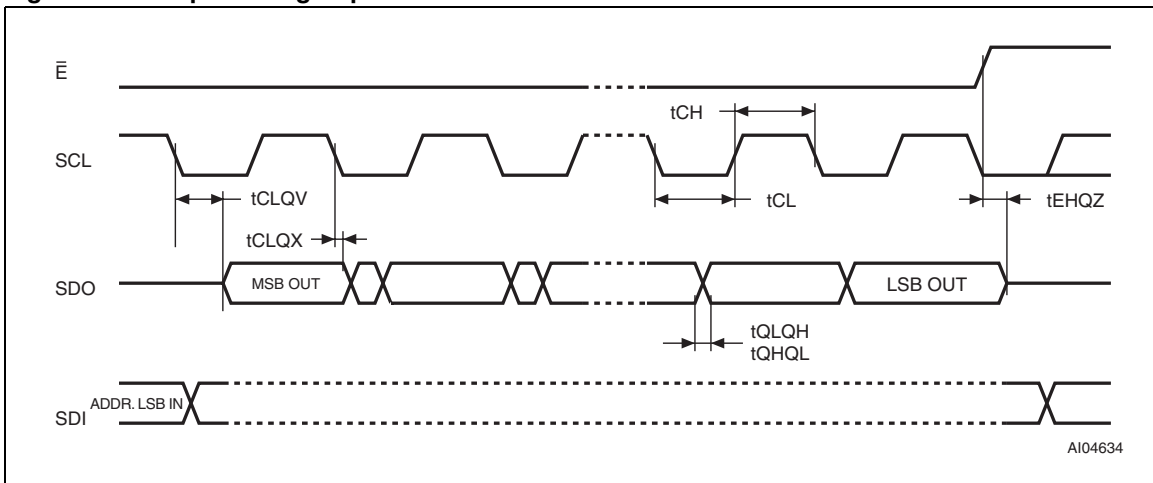 Ē
tCH
SCL
tCLQV
tCL
tEHQZ
tCLQX
SDO
MSB OUT
LSB OUT
tQLQH
tQHQL
SDI
ADDR. LSB IN
AI04634